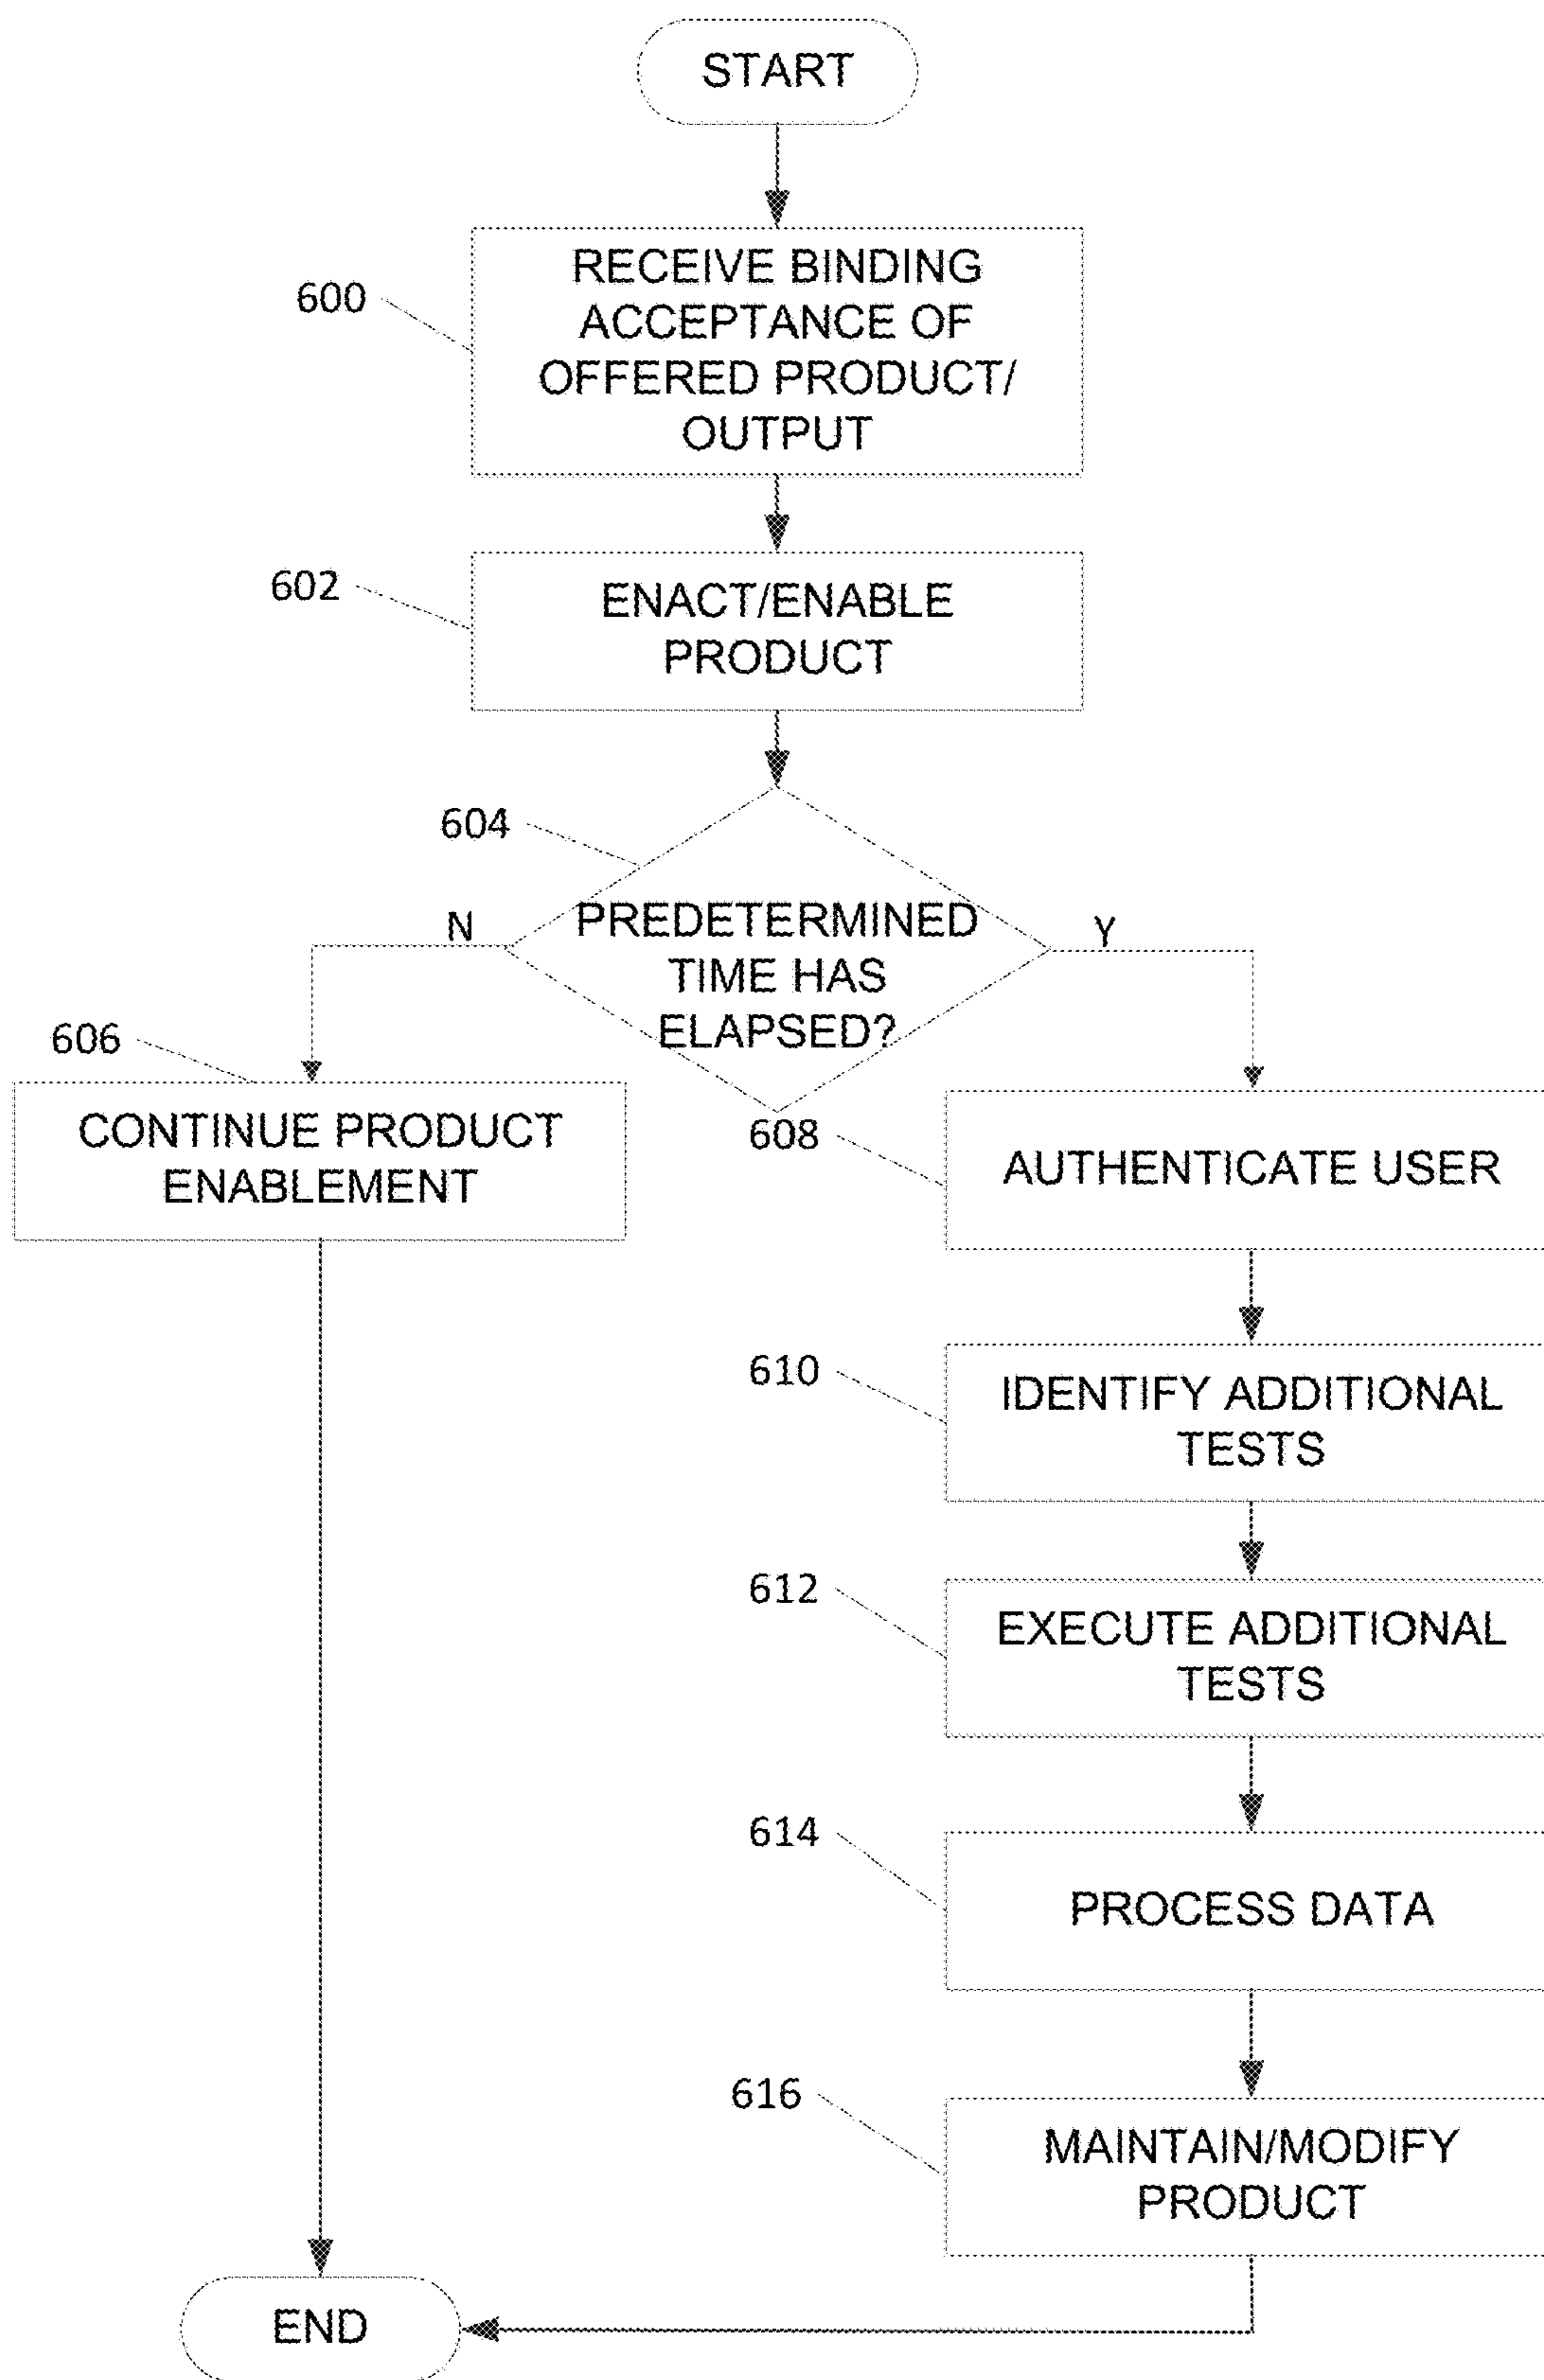 START
600
RECEIVE BINDING
ACCEPTANCE OF
OFFERED PRODUCT/
OUTPUT
602
ENACT/ENABLE
PRODUCT
604
N
PREDETERMINED
TIME HAS
ELAPSED?
Y
606
CONTINUE PRODUCT
ENABLEMENT
608
AUTHENTICATE USER
610
IDENTIFY ADDITIONAL
TESTS
612
EXECUTE ADDITIONAL
TESTS
614
PROCESS DATA
616
MAINTAIN/MODIFY
PRODUCT
END